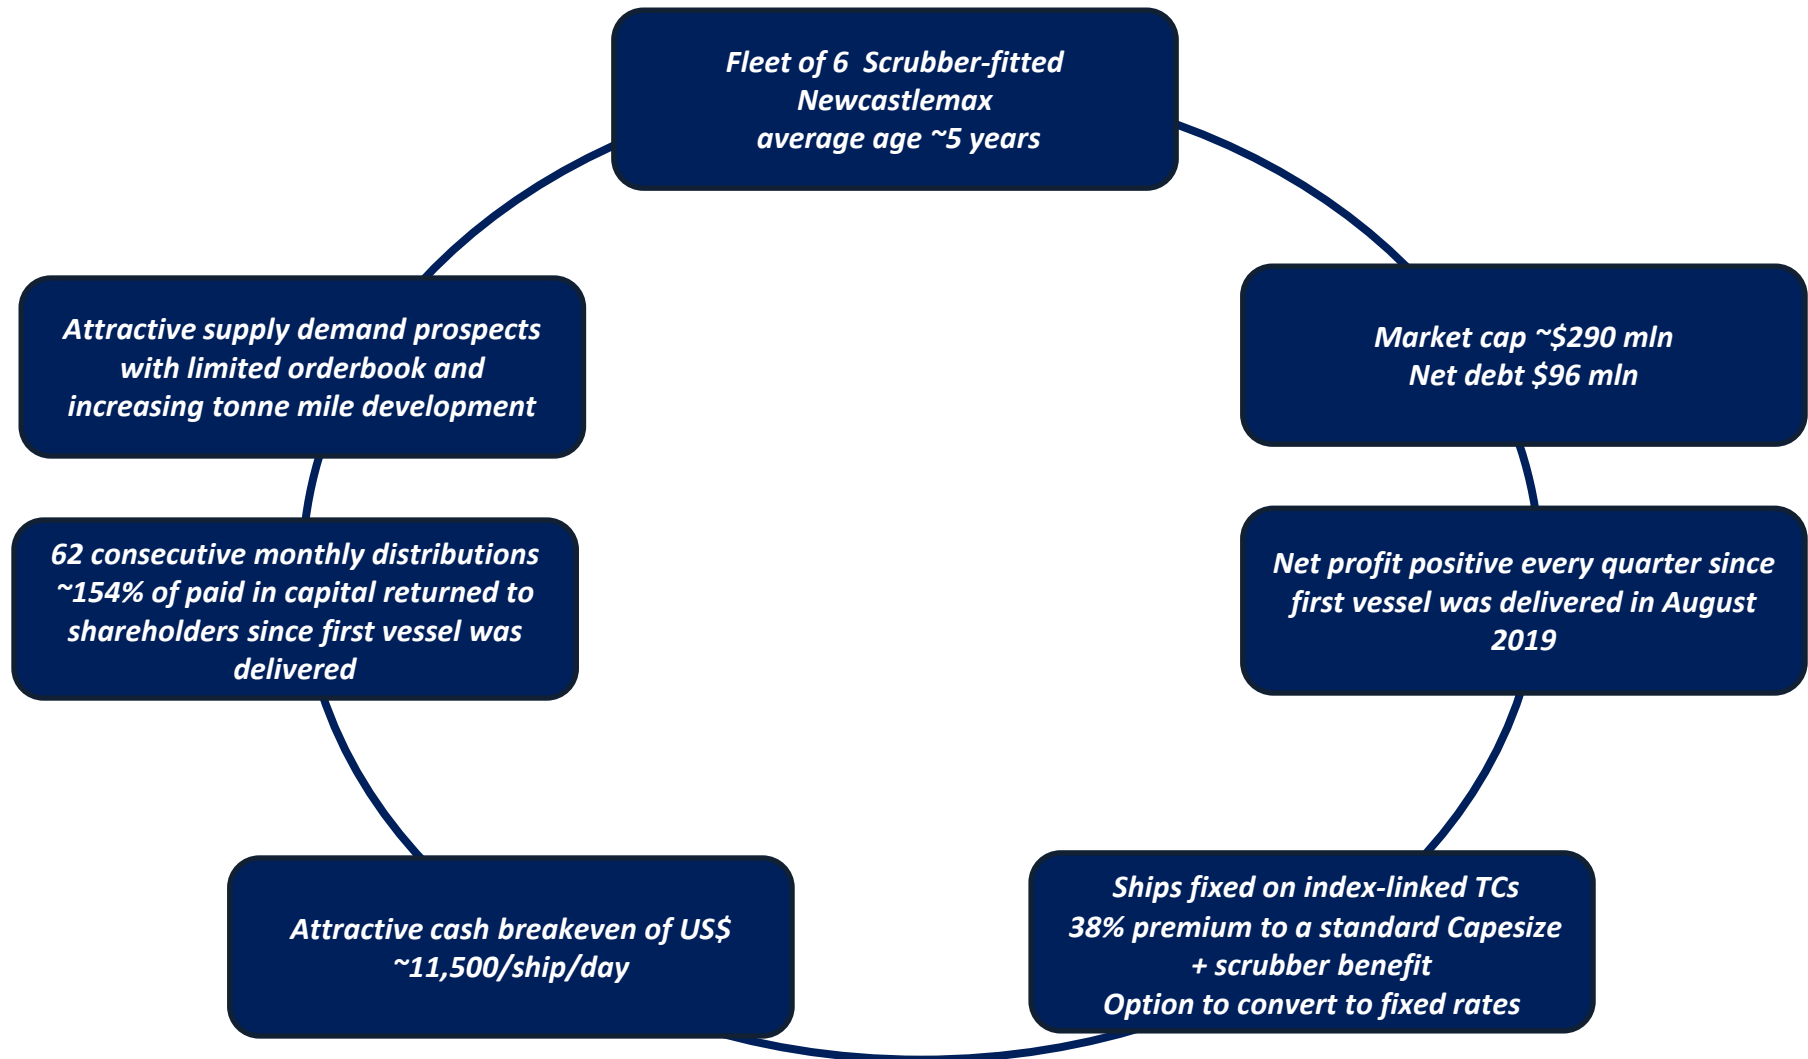 Fleet of 6  Scrubber-fitted
Newcastlemax
average age ~5 years
Attractive supply demand prospects
with limited orderbook and
increasing tonne mile development
Market cap ~$290 mln
Net debt $96 mln
62 consecutive monthly distributions
~154% of paid in capital returned to
shareholders since first vessel was
delivered
Net profit positive every quarter since
first vessel was delivered in August
2019
Attractive cash breakeven of US$
~11,500/ship/day
Ships fixed on index-linked TCs
38% premium to a standard Capesize
+ scrubber benefit
Option to convert to fixed rates